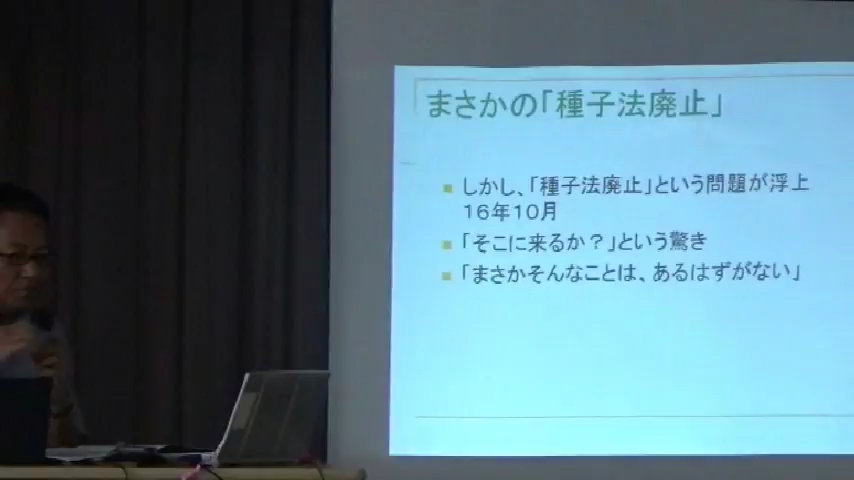 まさかの「種子法廃止」
しかし、「種子法廃止」という問題が浮上
16年10月
「そこに来るか？」という驚き
「まさかそんなことは、あるはずがない」